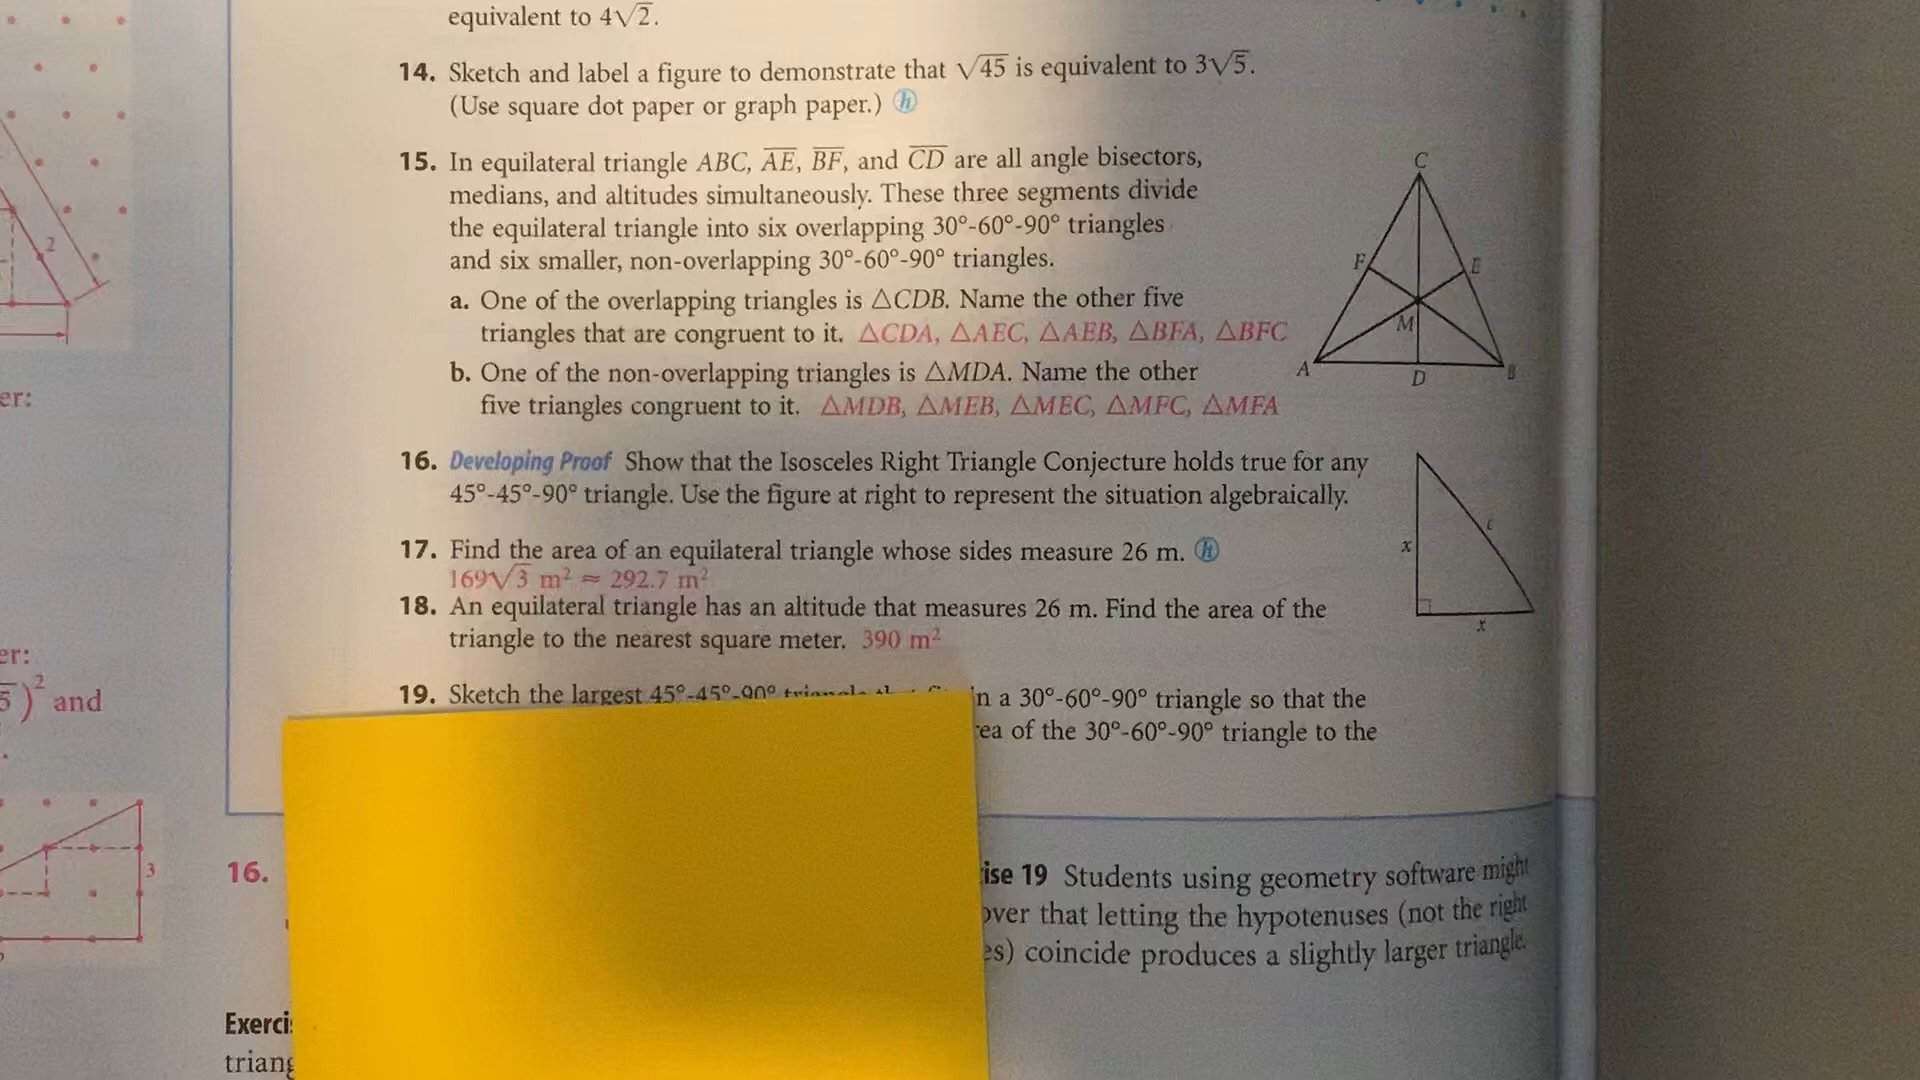 equivalent to 4√2.
14. Sketch and label a figure to demonstrate that √45 is equivalent to 3√5.
(Use square dot paper or graph paper.) h
15. In equilateral triangle ABC, AE, BF, and CD are all angle bisectors,
medians, and altitudes simultaneously. These three segments divide
the equilateral triangle into six overlapping 30°-60°-90° triangles
and six smaller, non-overlapping 30°-60°-90° triangles.
a. One of the overlapping triangles is △CDB. Name the other five
triangles that are congruent to it. △CDA, △AEC, △AEB, △BFA, △BFC
b. One of the non-overlapping triangles is △MDA. Name the other
five triangles congruent to it. △MDB, △MEB, △MEC, △MFC, △MFA
C
F
E
M
A
D
B
16. Developing Proof Show that the Isosceles Right Triangle Conjecture holds true for any
45°-45°-90° triangle. Use the figure at right to represent the situation algebraically.
x
c
x
17. Find the area of an equilateral triangle whose sides measure 26 m. h
169√3 m² ≈ 292.7 m²
18. An equilateral triangle has an altitude that measures 26 m. Find the area of the
triangle to the nearest square meter. 390 m²
19. Sketch the largest 45°-45°-90° in a 30°-60°-90° triangle so that the
of the 30°-60°-90° triangle to the
2
er:
er:
5)² and
3
16.
19 Students using geometry software might
that letting the hypotenuses (not the right
coincide produces a slightly larger triangle.